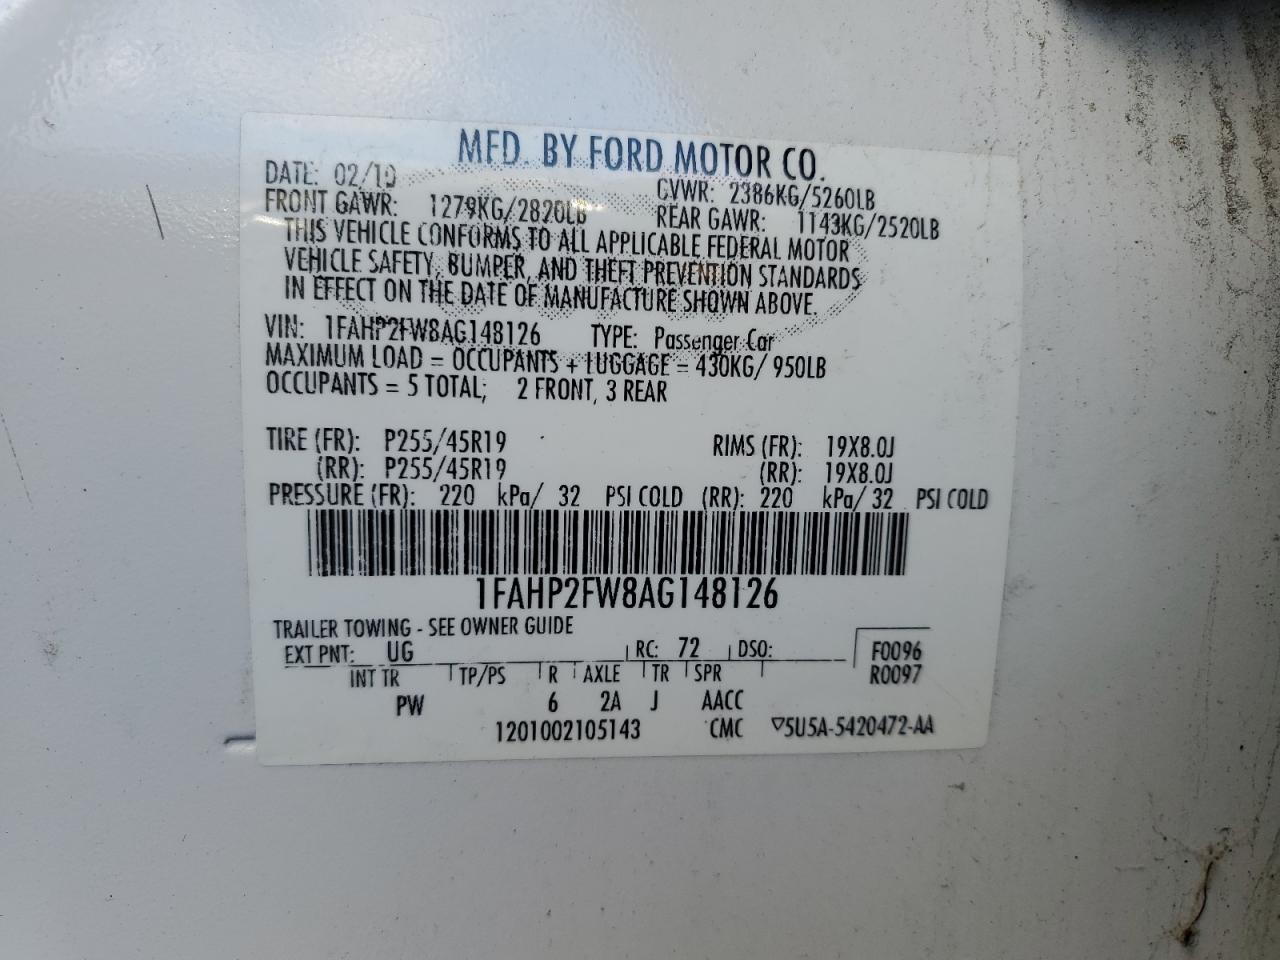 MFD. BY FORD MOTOR CO.
DATE: 02/10 GVWR: 2386KG/5260LB
FRONT GAWR: 1279KG/2820LB REAR GAWR: 1143KG/2520LB
THIS VEHICLE CONFORMS TO ALL APPLICABLE FEDERAL MOTOR
VEHICLE SAFETY, BUMPER, AND THEFT PREVENTION STANDARDS
IN EFFECT ON THE DATE OF MANUFACTURE SHOWN ABOVE.
VIN: 1FAHP2FW8AG148126 TYPE: Passenger Car
MAXIMUM LOAD = OCCUPANTS + LUGGAGE = 430KG/ 950LB
OCCUPANTS = 5 TOTAL; 2 FRONT, 3 REAR
TIRE (FR): P255/45R19 RIMS (FR): 19X8.0J
(RR): P255/45R19 (RR): 19X8.0J
PRESSURE (FR): 220 kPa/ 32 PSI COLD (RR): 220 kPa/ 32 PSI COLD
1FAHP2FW8AG148126
TRAILER TOWING - SEE OWNER GUIDE
EXT PNT: UG RC: 72 DSO: F0096
INT TR TP/PS R AXLE TR SPR R0097
PW 6 2A J AACC
1201002105143 CMC ▽5U5A-5420472-AA